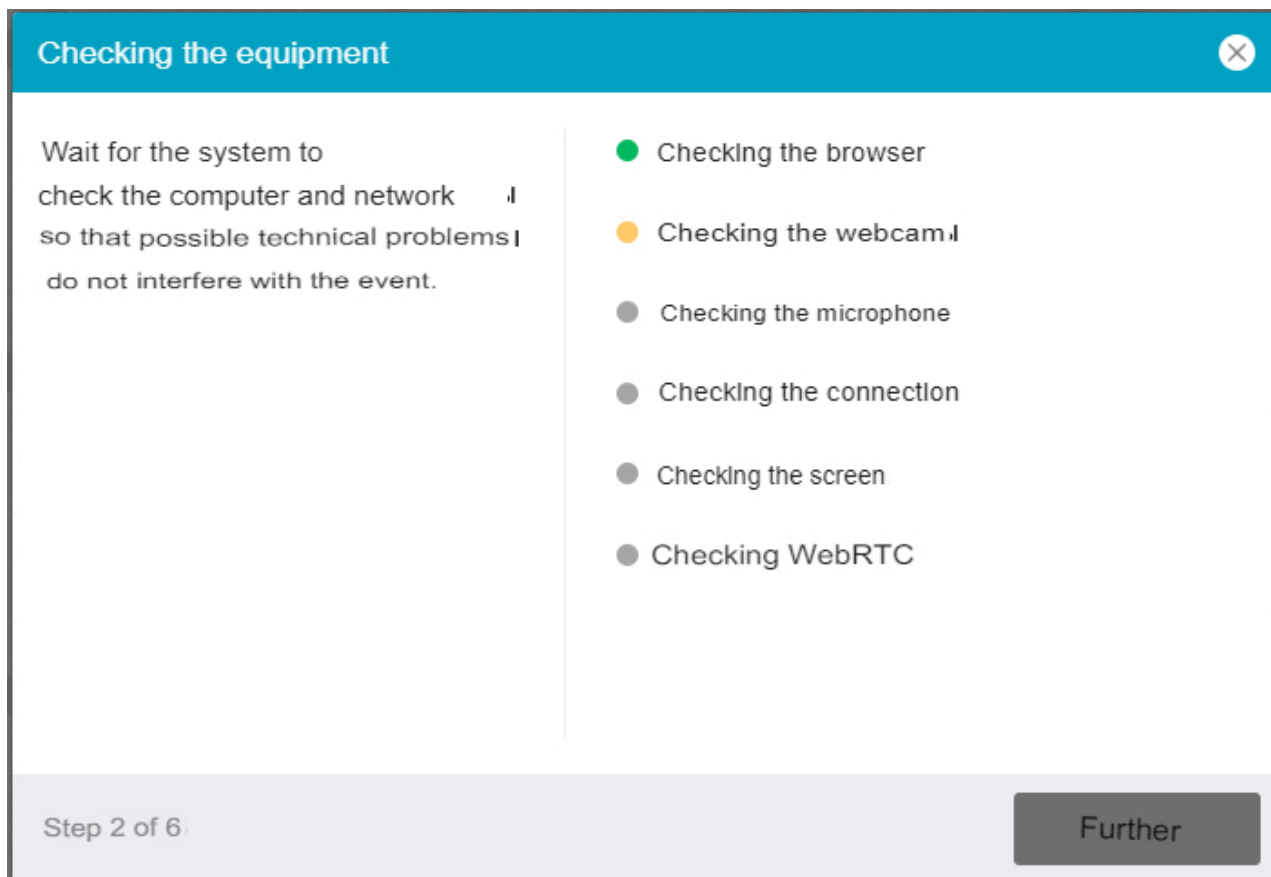 Checking the equipment
Wait for the system to
check the computer and network
so that possible technical problems
do not interfere with the event.
Checking the browser
Checking the webcam
Checking the microphone
Checking the connection
Checking the screen
Checking WebRTC
Step 2 of 6
Further